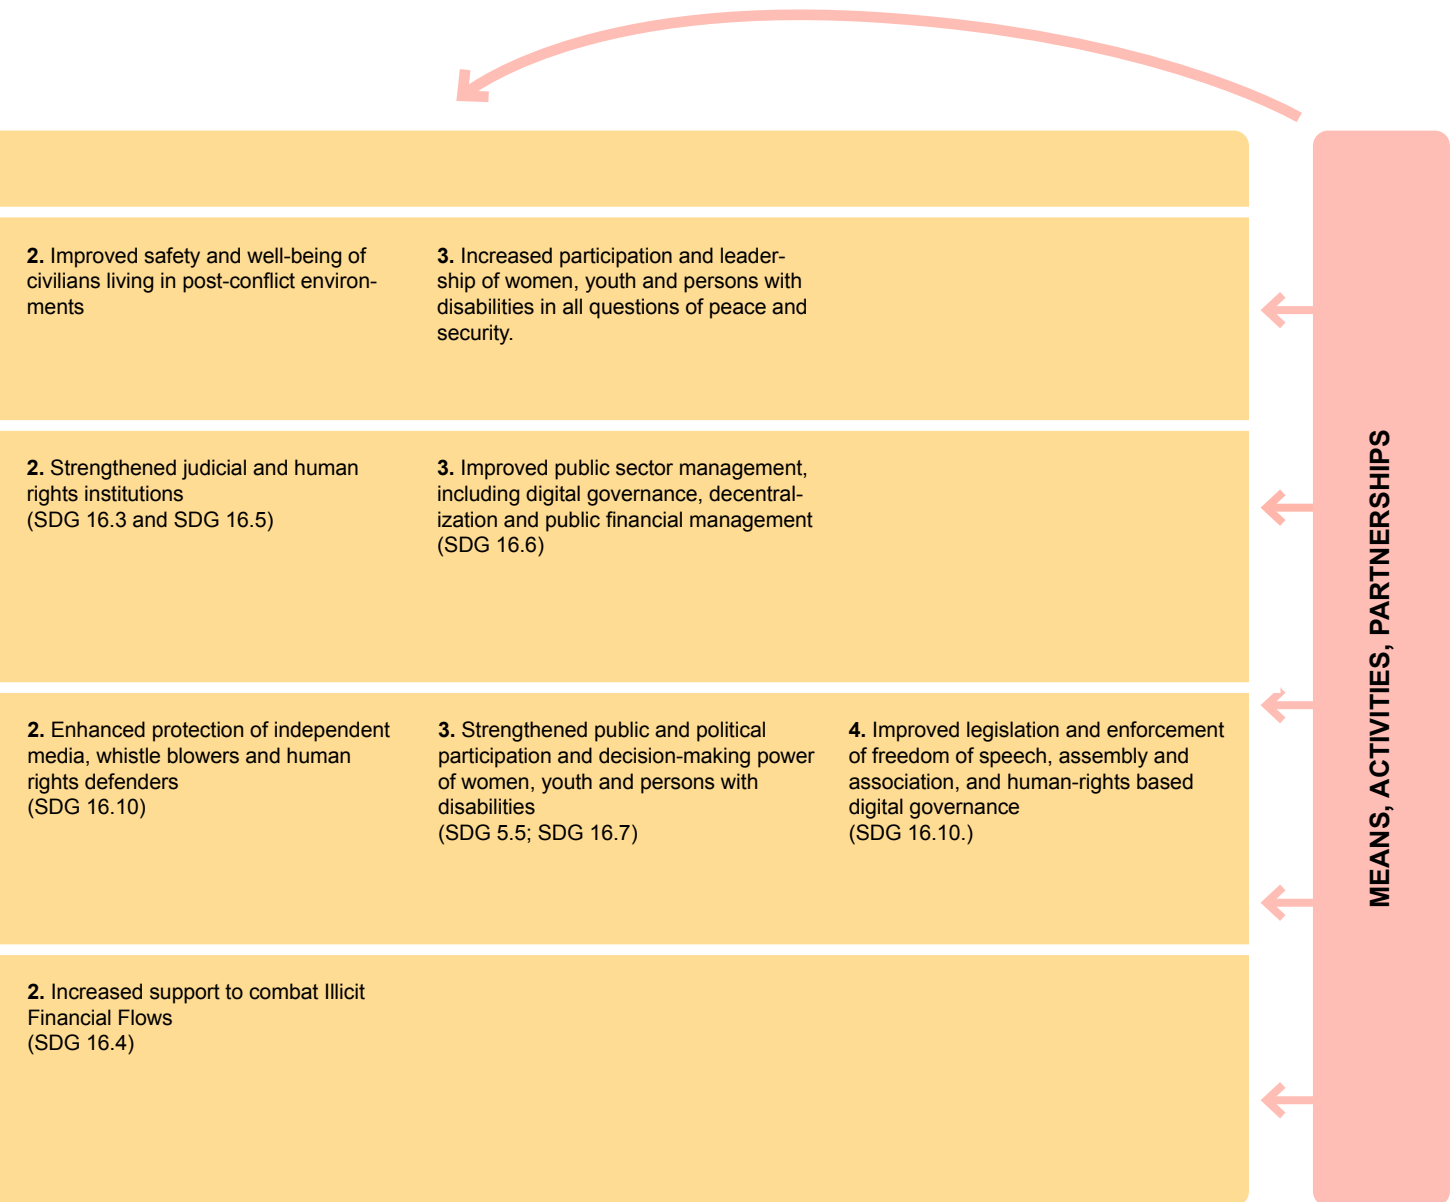 2. Improved safety and well-being of
civilians living in post-conflict environ-
ments
3. Increased participation and leader-
ship of women, youth and persons with
disabilities in all questions of peace and
security.
2. Strengthened judicial and human
rights institutions
(SDG 16.3 and SDG 16.5)
3. Improved public sector management,
including digital governance, decentral-
ization and public financial management
(SDG 16.6)
2. Enhanced protection of independent
media, whistle blowers and human
rights defenders
(SDG 16.10)
3. Strengthened public and political
participation and decision-making power
of women, youth and persons with
disabilities
(SDG 5.5; SDG 16.7)
4. Improved legislation and enforcement
of freedom of speech, assembly and
association, and human-rights based
digital governance
(SDG 16.10.)
2. Increased support to combat Illicit
Financial Flows
(SDG 16.4)
MEANS, ACTIVITIES, PARTNERSHIPS